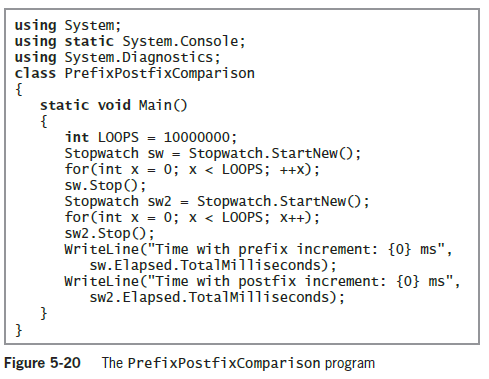 using System;
using static System.Console;
using System.Diagnostics;
class PrefixPostfixComparison
{
   static void Main()
   {
      int LOOPS = 10000000;
      Stopwatch sw = Stopwatch.StartNew();
      for(int x = 0; x < LOOPS; ++x);
      sw.Stop();
      Stopwatch sw2 = Stopwatch.StartNew();
      for(int x = 0; x < LOOPS; x++);
      sw2.Stop();
      WriteLine("Time with prefix increment: {0} ms",
         sw.Elapsed.TotalMilliseconds);
      WriteLine("Time with postfix increment: {0} ms",
         sw2.Elapsed.TotalMilliseconds);
   }
}
Figure 5-20 The PrefixPostfixComparison program